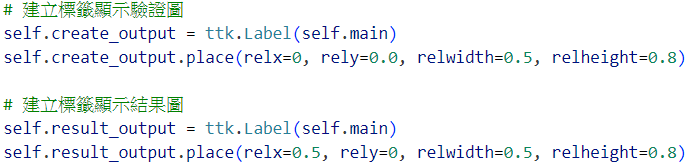 # 建立標籤顯示驗證圖
self.create_output = ttk.Label(self.main)
self.create_output.place(relx=0, rely=0.0, relwidth=0.5, relheight=0.8)
# 建立標籤顯示結果圖
self.result_output = ttk.Label(self.main)
self.result_output.place(relx=0.5, rely=0, relwidth=0.5, relheight=0.8)